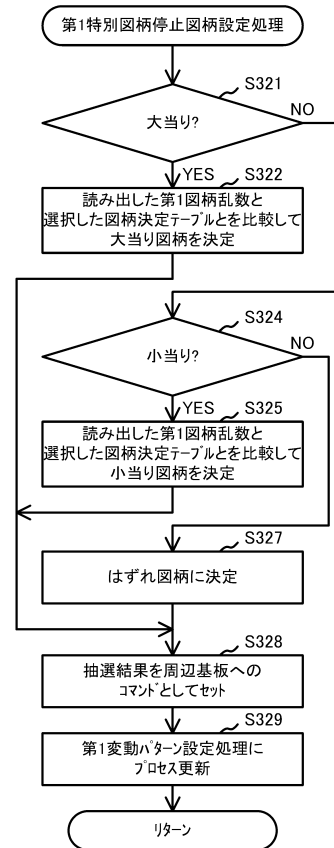 第1特別図柄停止図柄設定処理
S321
大当り?
NO
YES
S322
読み出した第1図柄乱数と
選択した図柄決定テーブルとを比較して
大当り図柄を決定
S324
小当り?
NO
YES
S325
読み出した第1図柄乱数と
選択した図柄決定テーブルとを比較して
小当り図柄を決定
S327
はずれ図柄に決定
S328
抽選結果を周辺基板への
コマンドとしてセット
S329
第1変動パターン設定処理に
プロセス更新
リターン